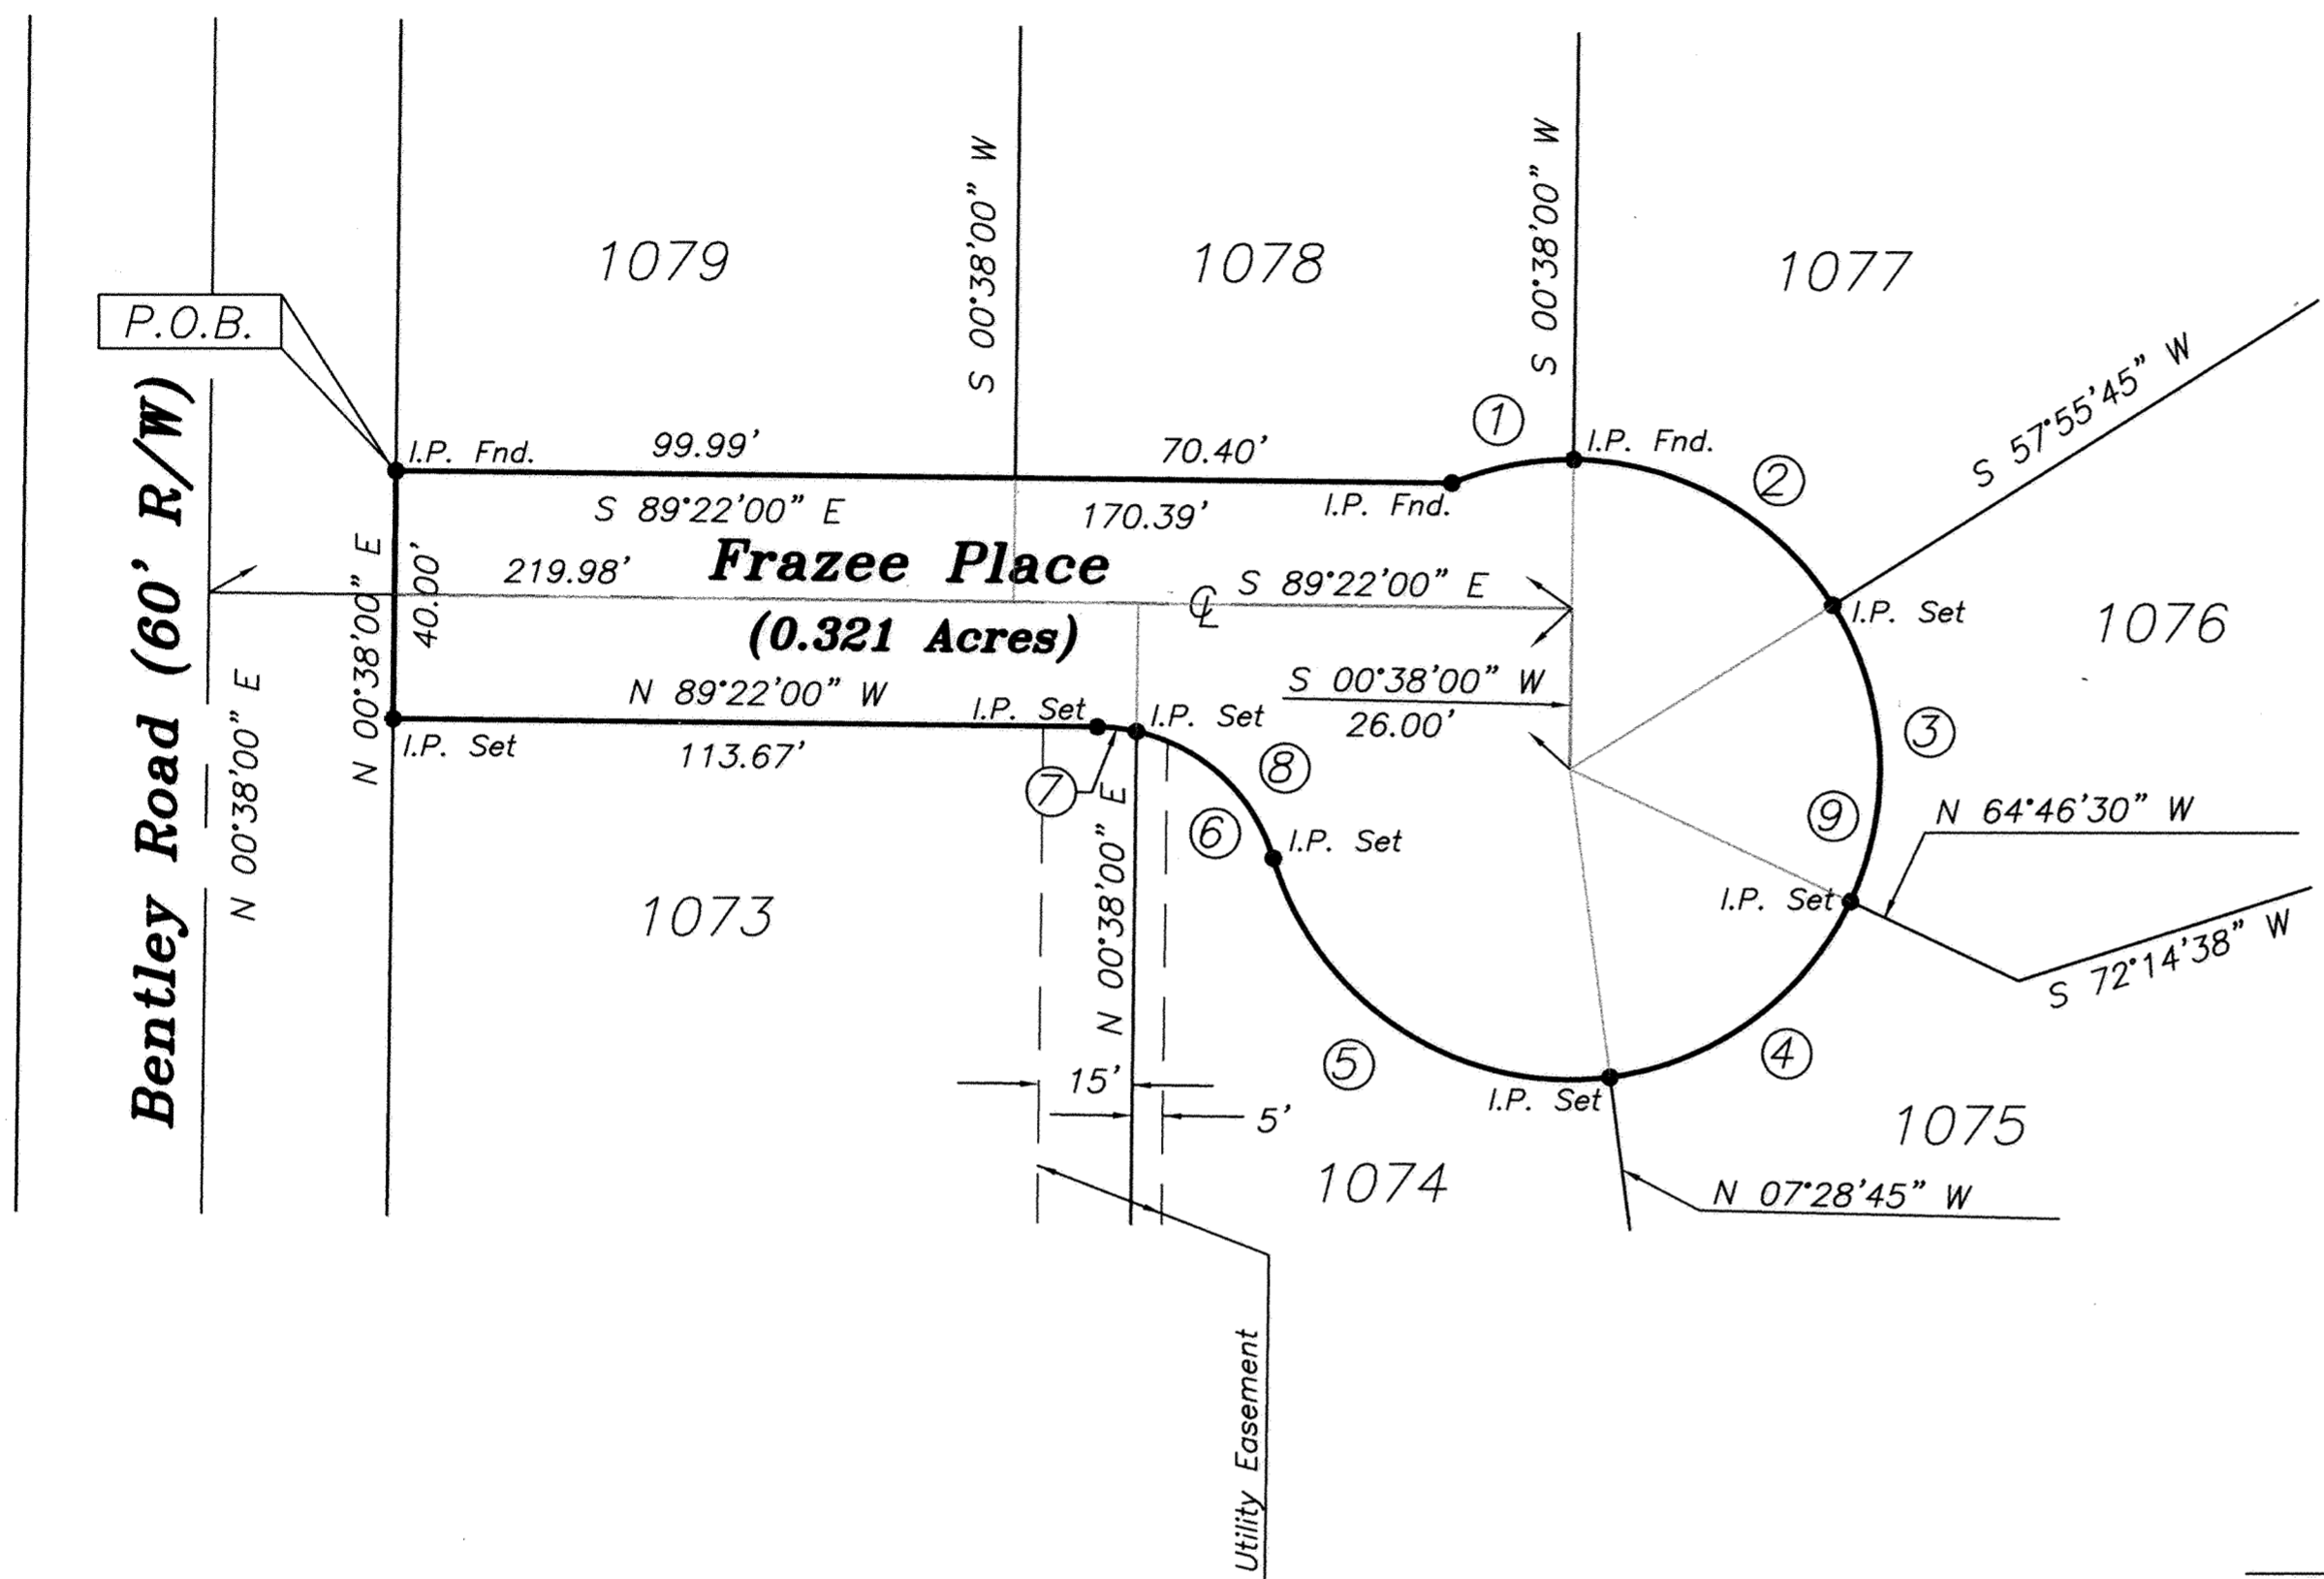 1079
1078
1077
S 00°38'00" W
S 00°38'00" W
P.O.B.
S 57°55'45" W
I.P. Fnd.
99.99'
70.40'
1
I.P. Fnd.
2
S 89°22'00" E
170.39'
I.P. Fnd.
Bentley Road (60' R/W)
N 00°38'00" E
N 00°38'00" E
40.00'
219.98'
Frazee Place
(0.321 Acres)
℄ S 89°22'00" E
I.P. Set
1076
S 00°38'00" W
26.00'
N 89°22'00" W
I.P. Set
I.P. Set
I.P. Set
113.67'
7
8
6
I.P. Set
3
9
N 64°46'30" W
I.P. Set
S 72°14'38" W
1073
N 00°38'00" E
5
4
15'
5'
I.P. Set
1075
1074
N 07°28'45" W
Utility Easement